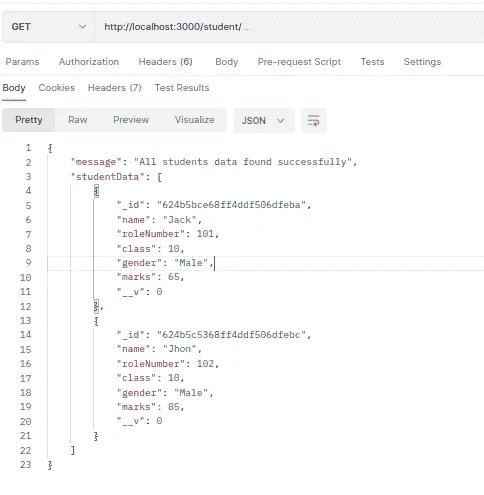 GET http://localhost:3000/student/...
Params Authorization Headers (6) Body Pre-request Script Tests Settings
Body Cookies Headers (7) Test Results
Pretty Raw Preview Visualize JSON
1 {
2 "message": "All students data found successfully",
3 "studentData": [
4 {
5 "_id": "624b5bce68ff4ddf506dfeba",
6 "name": "Jack",
7 "roleNumber": 101,
8 "class": 10,
9 "gender": "Male",
10 "marks": 65,
11 "__v": 0
12 },
13 {
14 "_id": "624b5c5368ff4ddf506dfebc",
15 "name": "Jhon",
16 "roleNumber": 102,
17 "class": 10,
18 "gender": "Male",
19 "marks": 85,
20 "__v": 0
21 }
22 ]
23 }